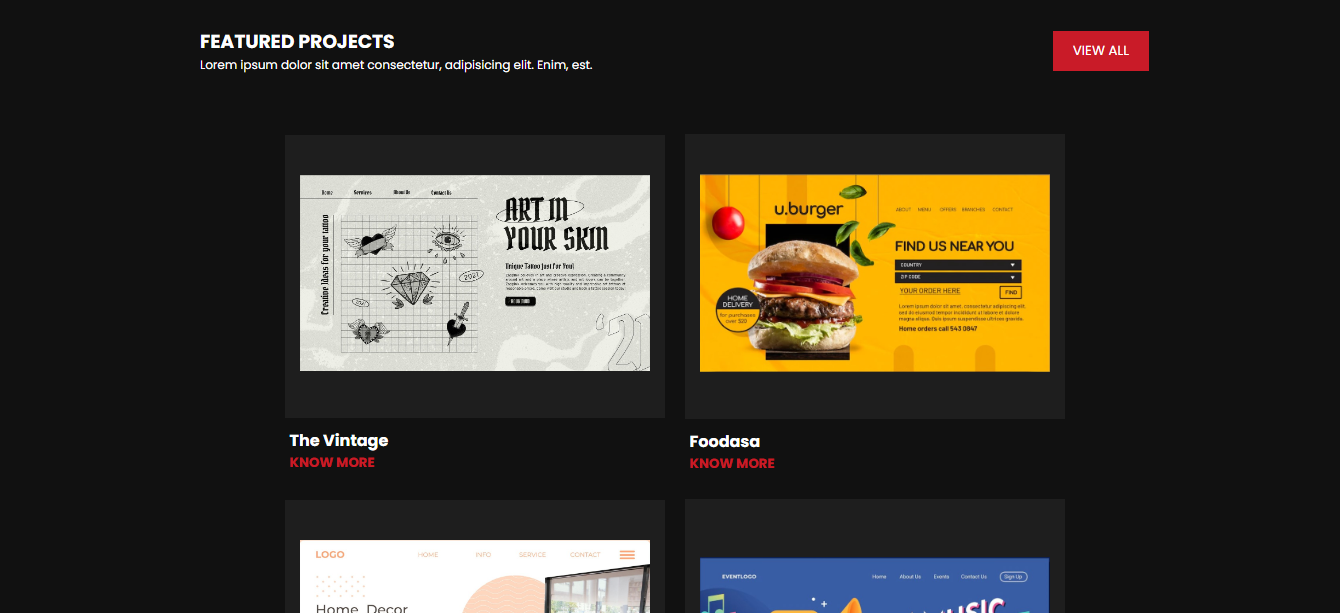 FEATURED PROJECTS
Lorem ipsum dolor sit amet consectetur, adipisicing elit. Enim, est.
VIEW ALL
Home Services About Us Contact Us
Creative Ideas for your tattoo
ART IN
YOUR SKIN
Unique Tattoo Just For You!
2021
'21
u.burger
ABOUT MENU OFFERS BRANCHES CONTACT
FIND US NEAR YOU
COUNTRY
ZIP CODE
YOUR ORDER HERE
FIND
HOME
DELIVERY
for purchases
over $20
Lorem ipsum dolor sit amet, consectetur adipiscing elit,
sed do eiusmod tempor incididunt ut labore et dolore
magna aliqua. Quis ipsum suspendisse ultrices gravida.
Home orders call 543 0847
The Vintage
KNOW MORE
Foodasa
KNOW MORE
LOGO HOME INFO SERVICE CONTACT
Home Decor
EVENTLOGO Home About Us Events Contact Us Sign Up
MUSIC